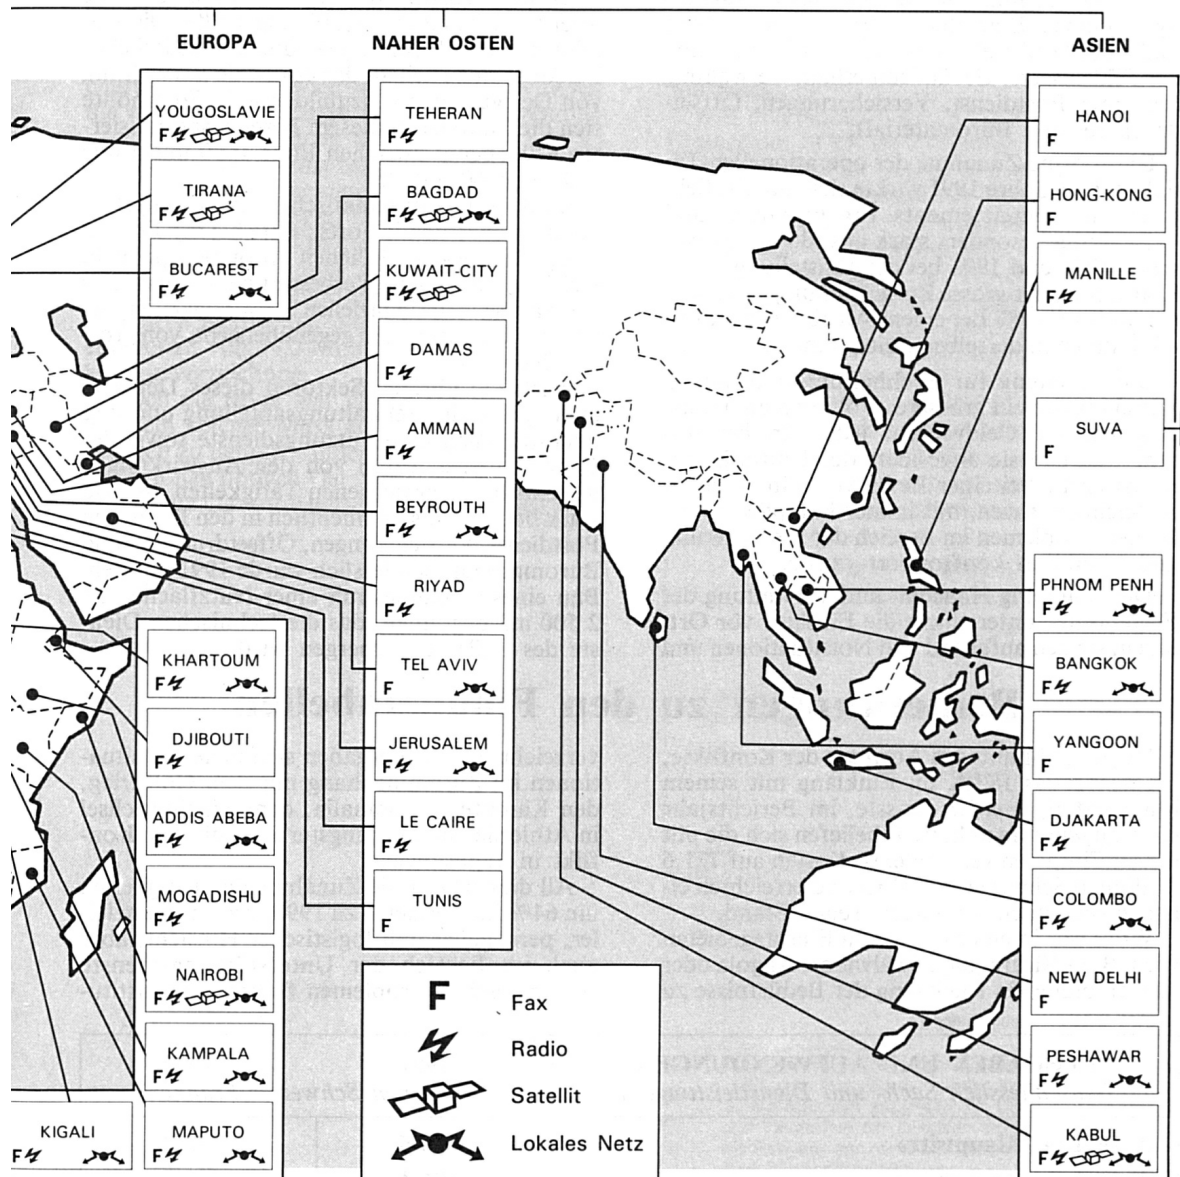 EUROPA
YOUGOSLAVIE
F
TIRANA
F
BUCAREST
F
NAHER OSTEN
TEHERAN
F
BAGDAD
F
KUWAIT-CITY
F
DAMAS
F
AMMAN
F
BEYROUTH
F
RIYAD
F
TEL AVIV
F
JERUSALEM
F
LE CAIRE
F
TUNIS
F
ASIEN
HANOI
F
HONG-KONG
F
MANILLE
F
SUVA
F
PHNOM PENH
F
BANGKOK
F
YANGOON
F
DJAKARTA
F
COLOMBO
F
NEW DELHI
F
PESHAWAR
F
KABUL
F
KHARTOUM
F
DJIBOUTI
F
ADDIS ABEBA
F
MOGADISHU
F
NAIROBI
F
KAMPALA
F
KIGALI
F
MAPUTO
F
F Fax
Radio
Satellit
Lokales Netz